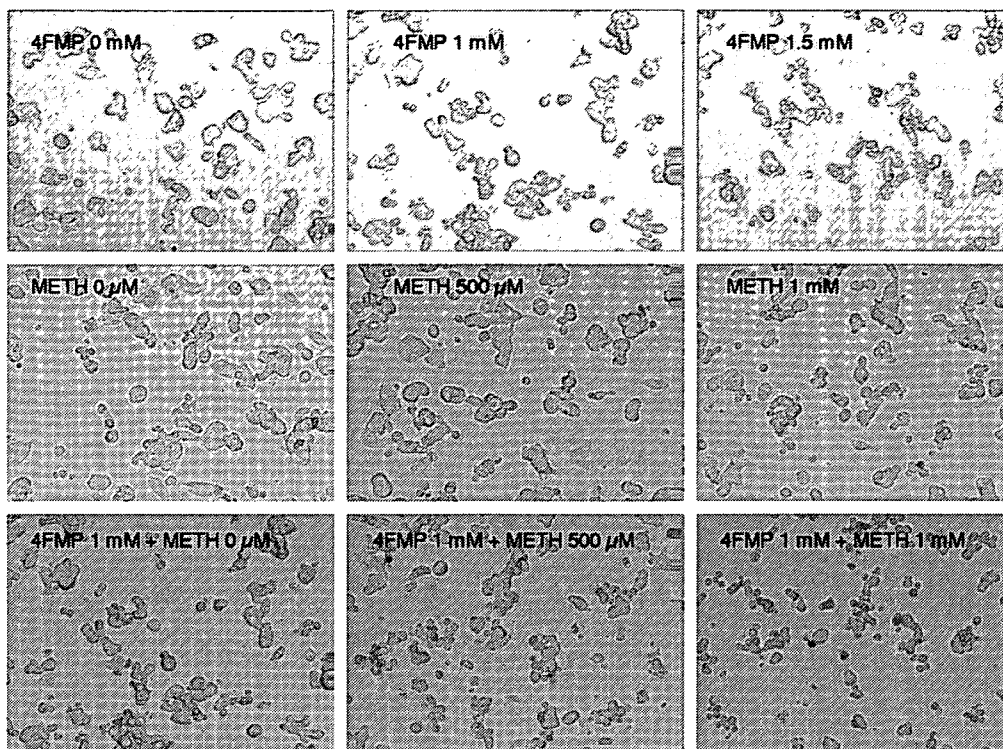 4FMP 0 mM
4FMP 1 mM
4FMP 1.5 mM
METH 0 µM
METH 500 µM
METH 1 mM
4FMP 1 mM + METH 0 µM
4FMP 1 mM + METH 500 µM
4FMP 1 mM + METH 1 mM